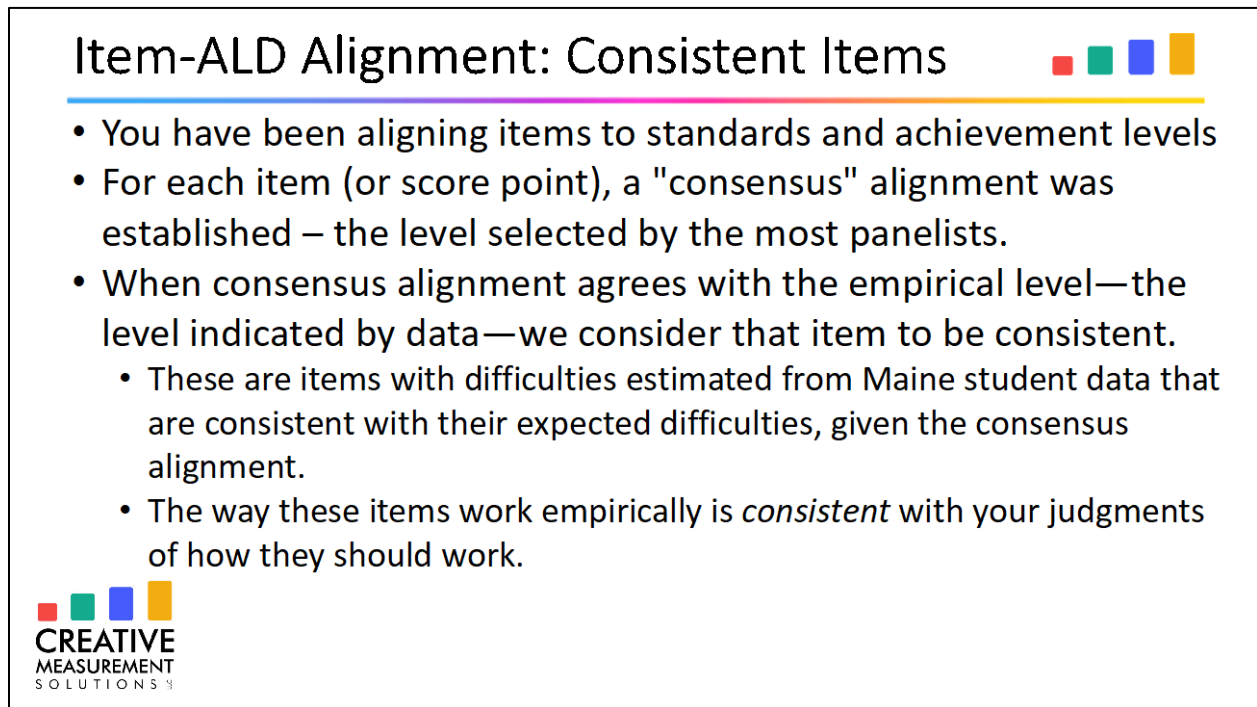 Item-ALD Alignment: Consistent Items
• You have been aligning items to standards and achievement levels
• For each item (or score point), a "consensus" alignment was
established – the level selected by the most panelists.
• When consensus alignment agrees with the empirical level—the
level indicated by data—we consider that item to be consistent.
• These are items with difficulties estimated from Maine student data that
are consistent with their expected difficulties, given the consensus
alignment.
• The way these items work empirically is consistent with your judgments
of how they should work.
CREATIVE
MEASUREMENT
SOLUTIONS